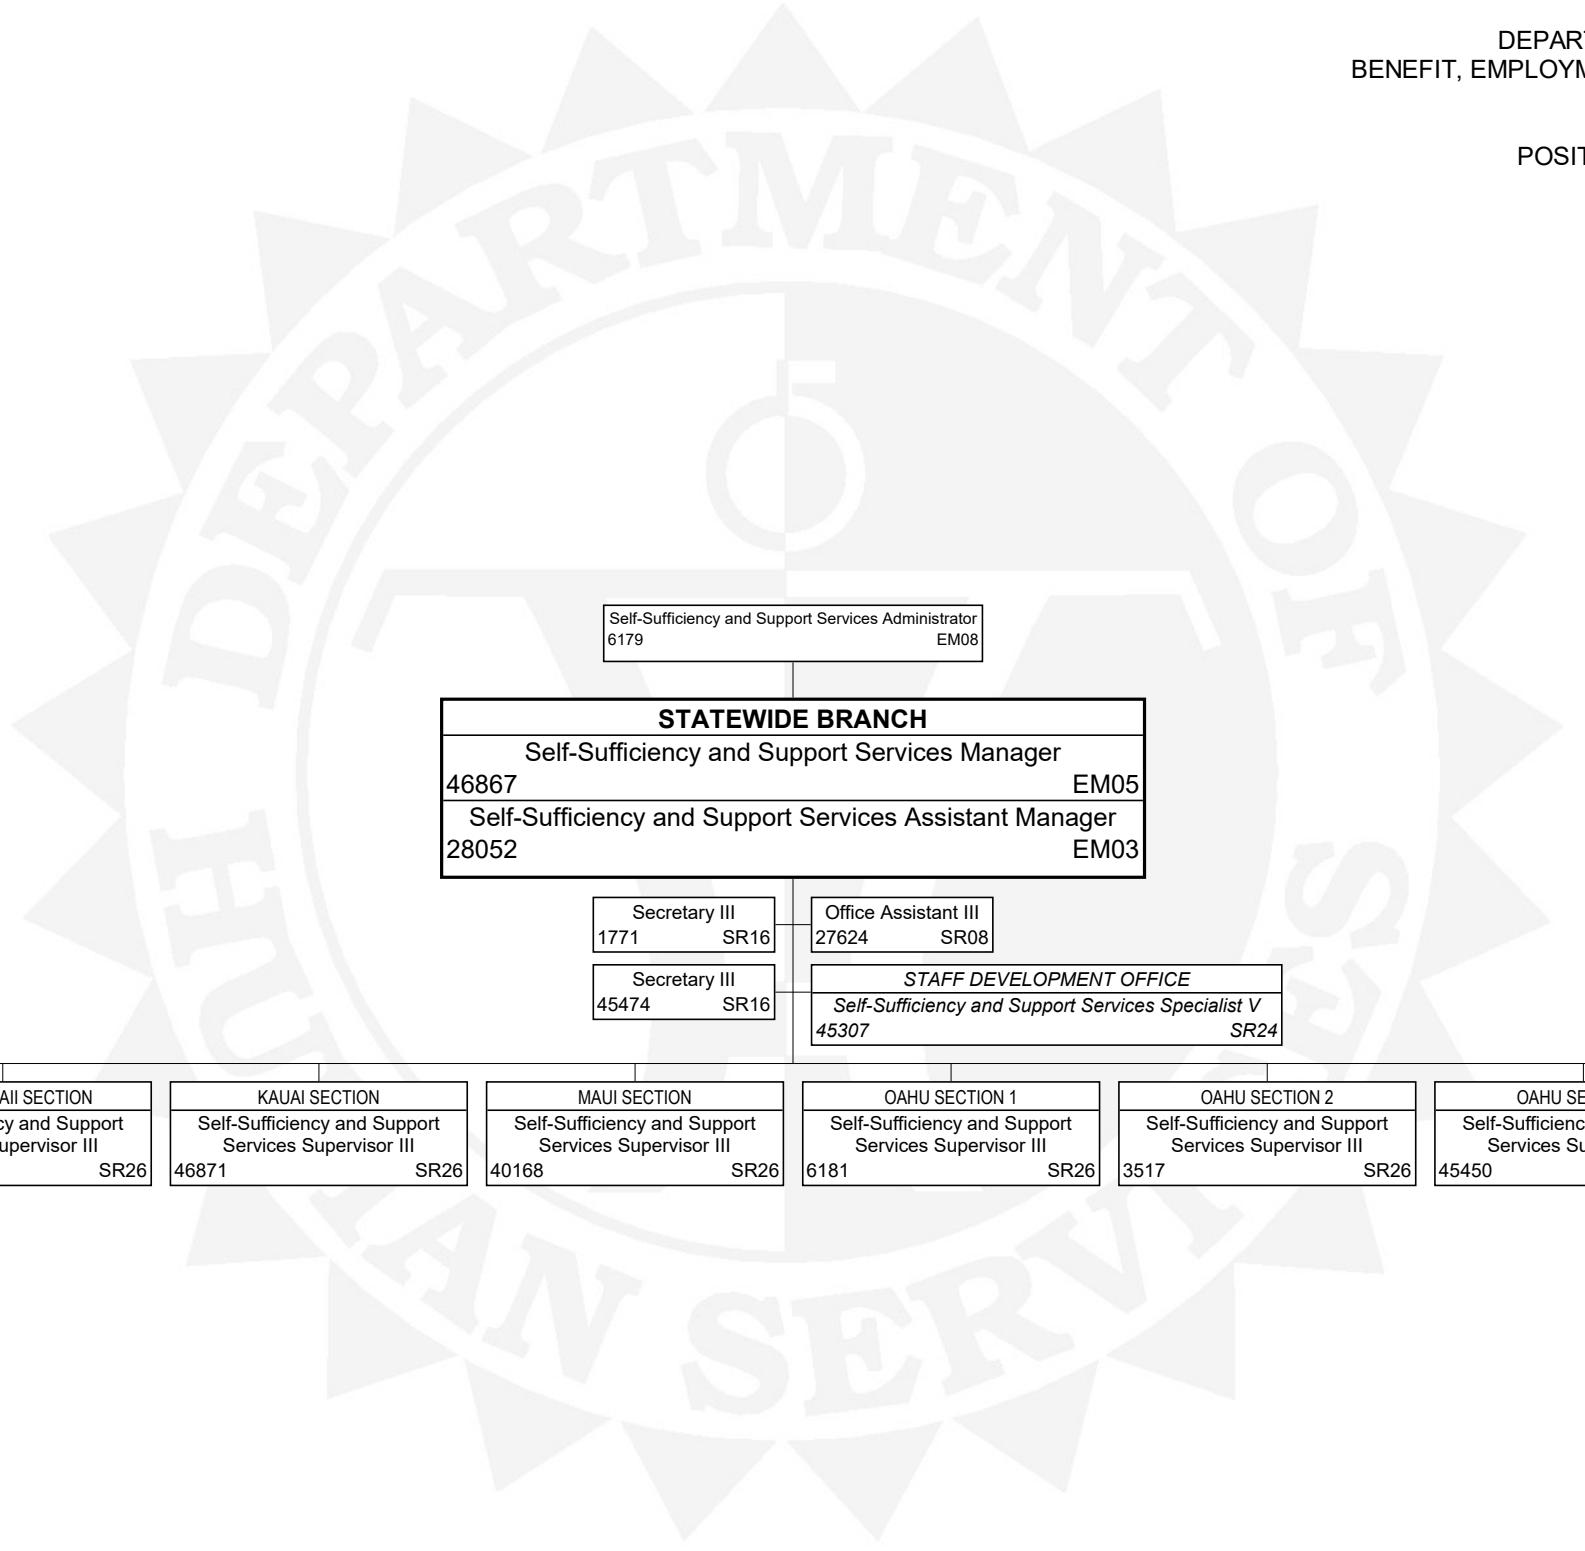 DEPAR
BENEFIT, EMPLOY
POSIT
DEPARTMENT OF
HUMAN SERVICES
Self-Sufficiency and Support Services Administrator
6179 EM08
STATEWIDE BRANCH
Self-Sufficiency and Support Services Manager
46867 EM05
Self-Sufficiency and Support Services Assistant Manager
28052 EM03
Secretary III
1771 SR16
Office Assistant III
27624 SR08
Secretary III
45474 SR16
STAFF DEVELOPMENT OFFICE
Self-Sufficiency and Support Services Specialist V
45307 SR24
AII SECTION
cy and Support
upervisor III
SR26
KAUAI SECTION
Self-Sufficiency and Support
Services Supervisor III
46871 SR26
MAUI SECTION
Self-Sufficiency and Support
Services Supervisor III
40168 SR26
OAHU SECTION 1
Self-Sufficiency and Support
Services Supervisor III
6181 SR26
OAHU SECTION 2
Self-Sufficiency and Support
Services Supervisor III
3517 SR26
OAHU SE
Self-Sufficienc
Services Su
45450